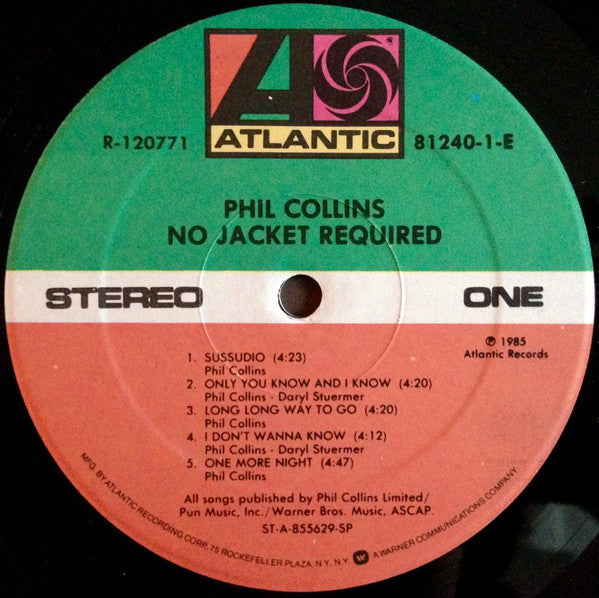 ATLANTIC
R-120771
81240-1-E
PHIL COLLINS
NO JACKET REQUIRED
STEREO
ONE
℗ 1985
Atlantic Records
1. SUSSUDIO (4:23)
Phil Collins
2. ONLY YOU KNOW AND I KNOW (4:20)
Phil Collins - Daryl Stuermer
3. LONG LONG WAY TO GO (4:20)
Phil Collins
4. I DON'T WANNA KNOW (4:12)
Phil Collins - Daryl Stuermer
5. ONE MORE NIGHT (4:47)
Phil Collins
All songs published by Phil Collins Limited/
Pun Music, Inc./Warner Bros. Music, ASCAP.
ST-A-855629-SP
MFG. BY ATLANTIC RECORDING CORP. 75 ROCKEFELLER PLAZA, N.Y., N.Y. A WARNER COMMUNICATIONS COMPANY